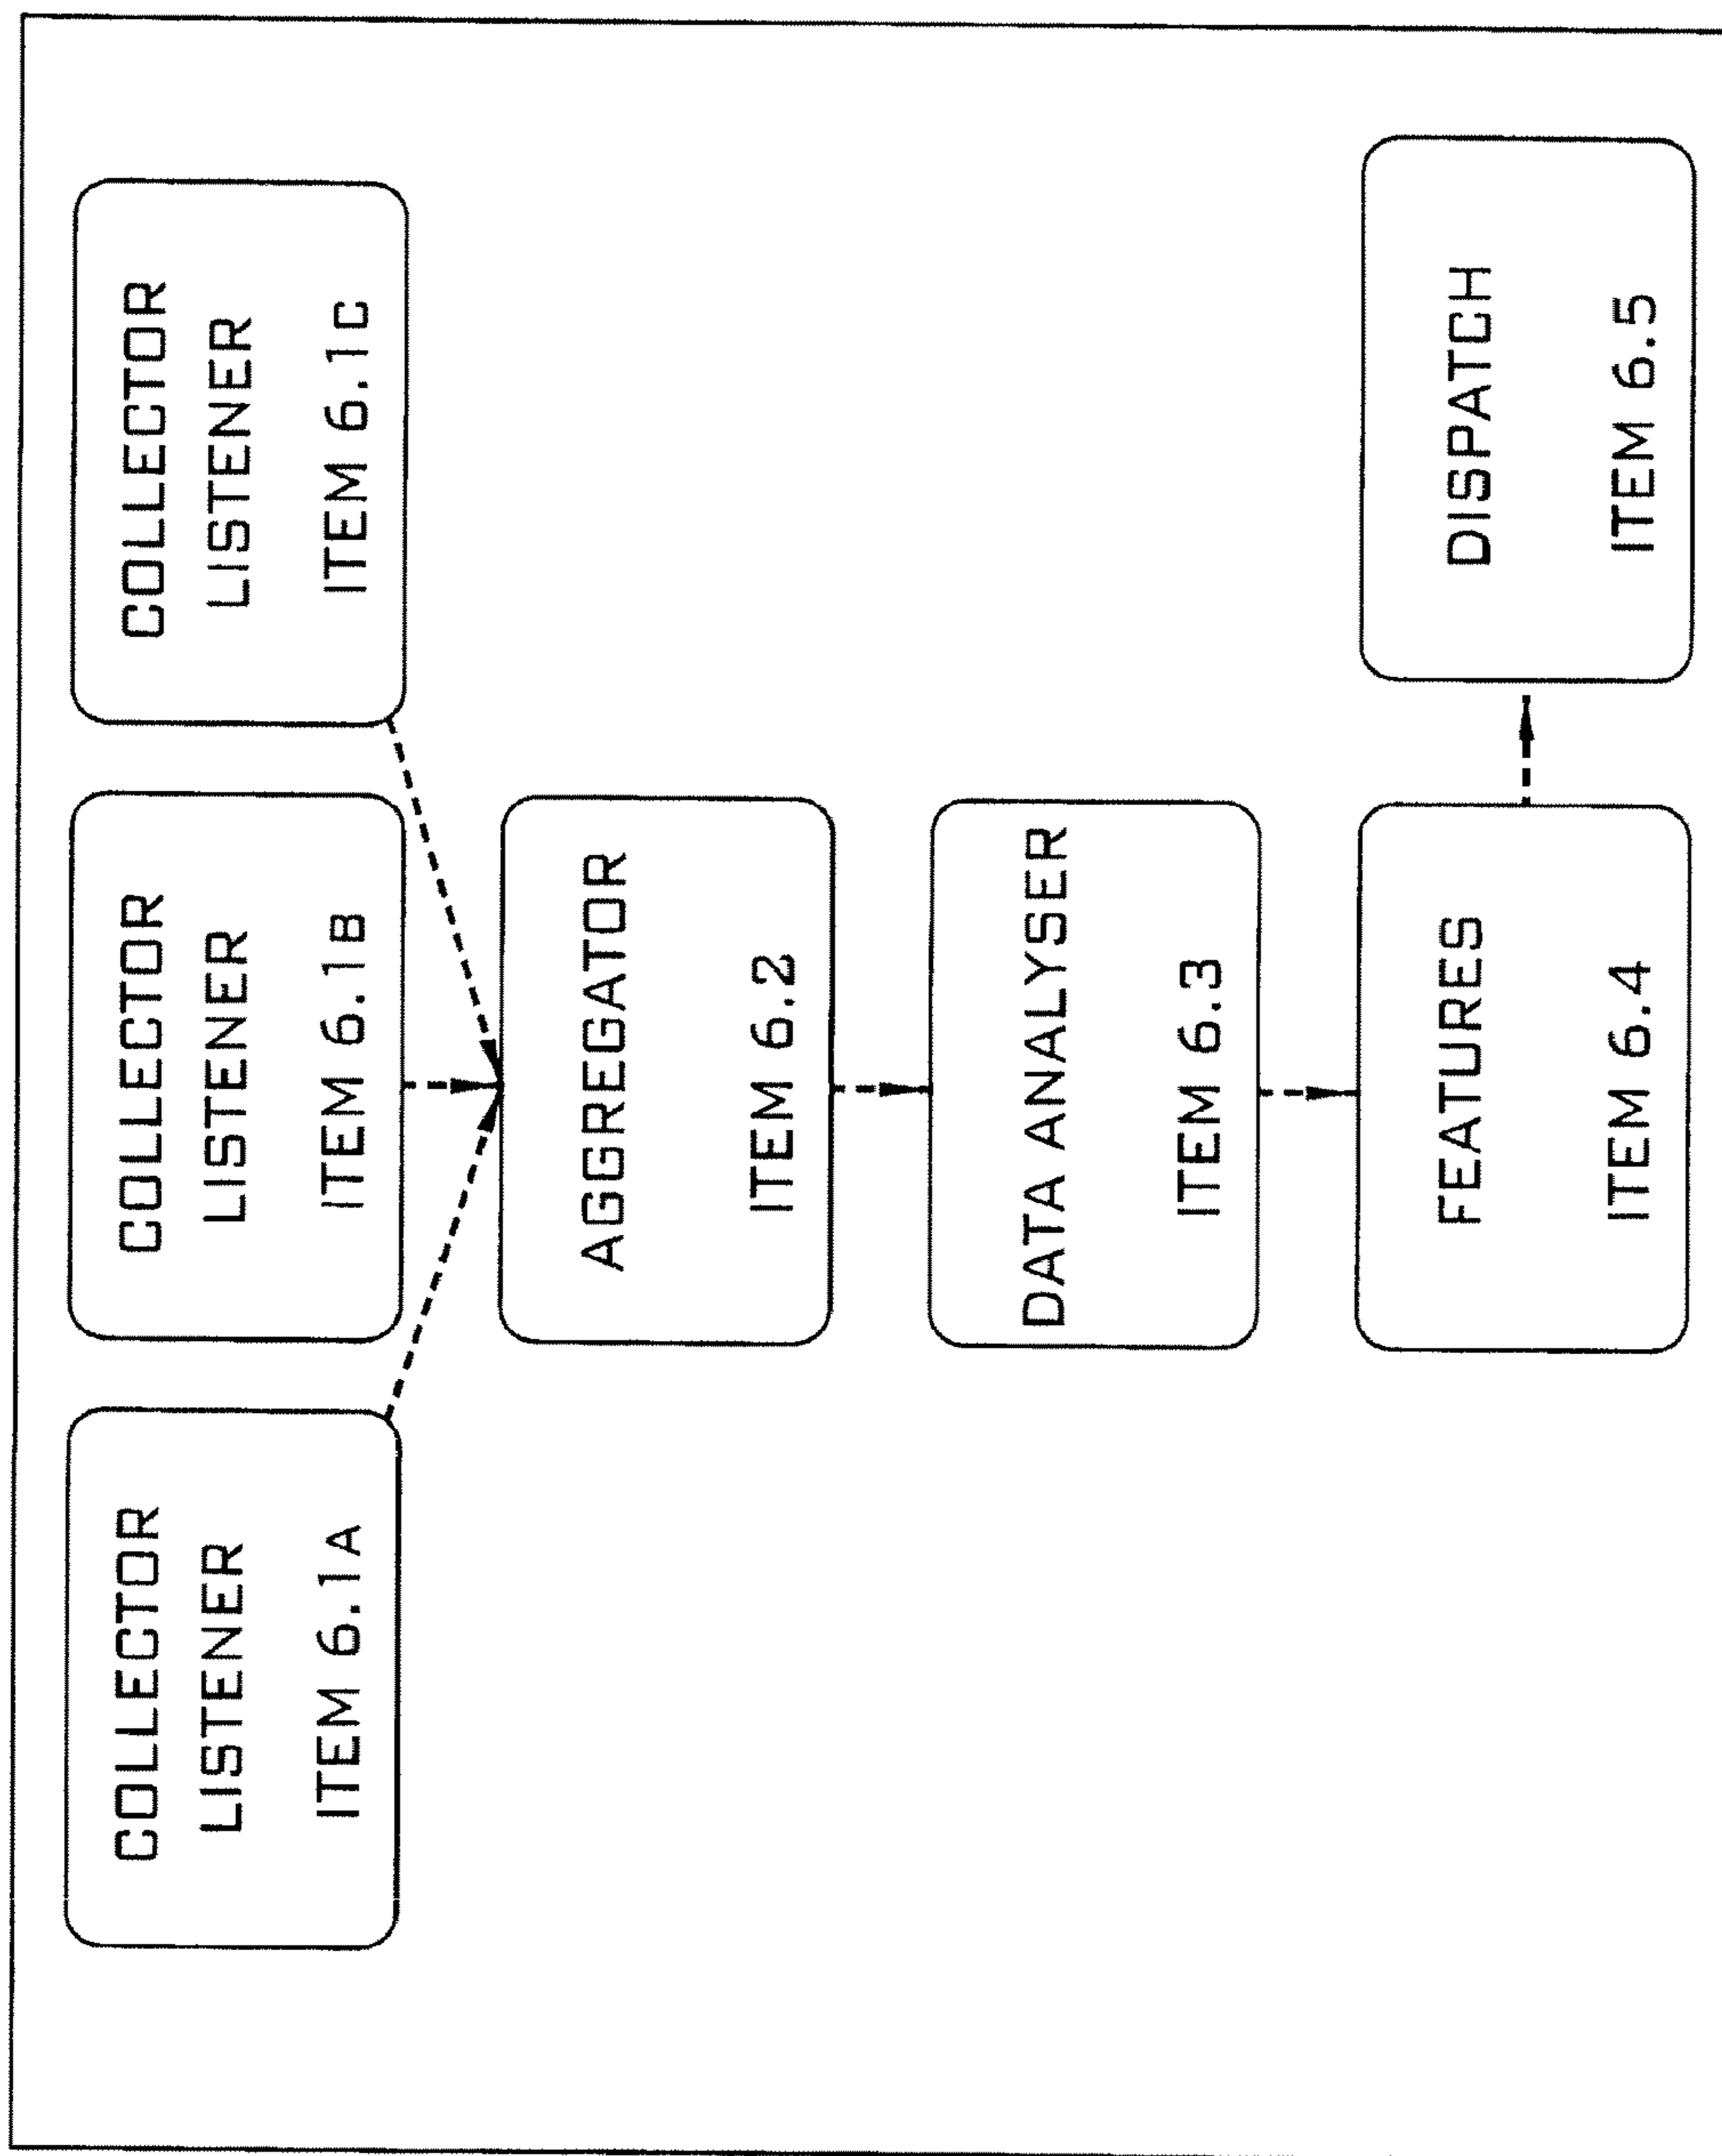 COLLECTOR
LISTENER
ITEM 6.1A
COLLECTOR
LISTENER
ITEM 6.1B
COLLECTOR
LISTENER
ITEM 6.1C
AGGREGATOR
ITEM 6.2
DATA ANALYSER
ITEM 6.3
FEATURES
ITEM 6.4
DISPATCH
ITEM 6.5